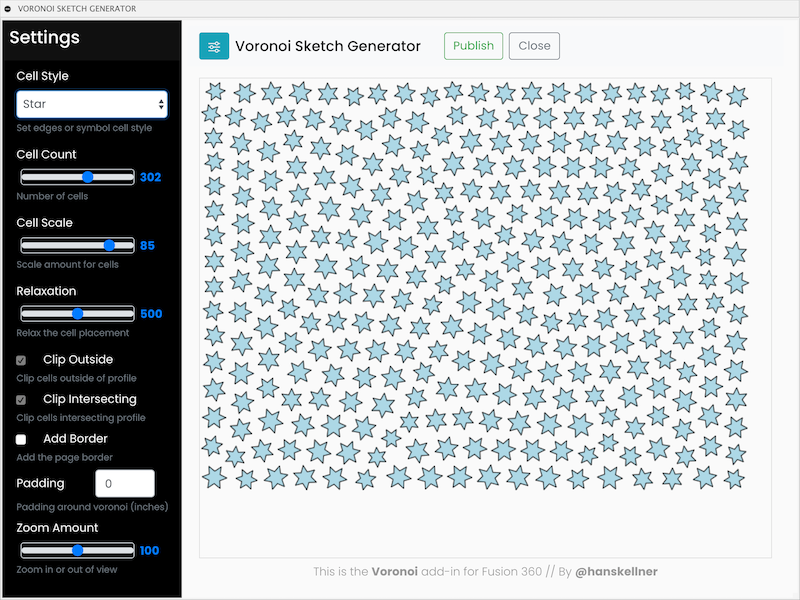 VORONOI SKETCH GENERATOR
Settings
Cell Style
Star
Set edges or symbol cell style
Cell Count
302
Number of cells
Cell Scale
85
Scale amount for cells
Relaxation
500
Relax the cell placement
Clip Outside
Clip cells outside of profile
Clip Intersecting
Clip cells intersecting profile
Add Border
Add the page border
Padding 0
Padding around voronoi (inches)
Zoom Amount
100
Zoom in or out of view
Voronoi Sketch Generator Publish Close
This is the Voronoi add-in for Fusion 360 // By @hanskellner